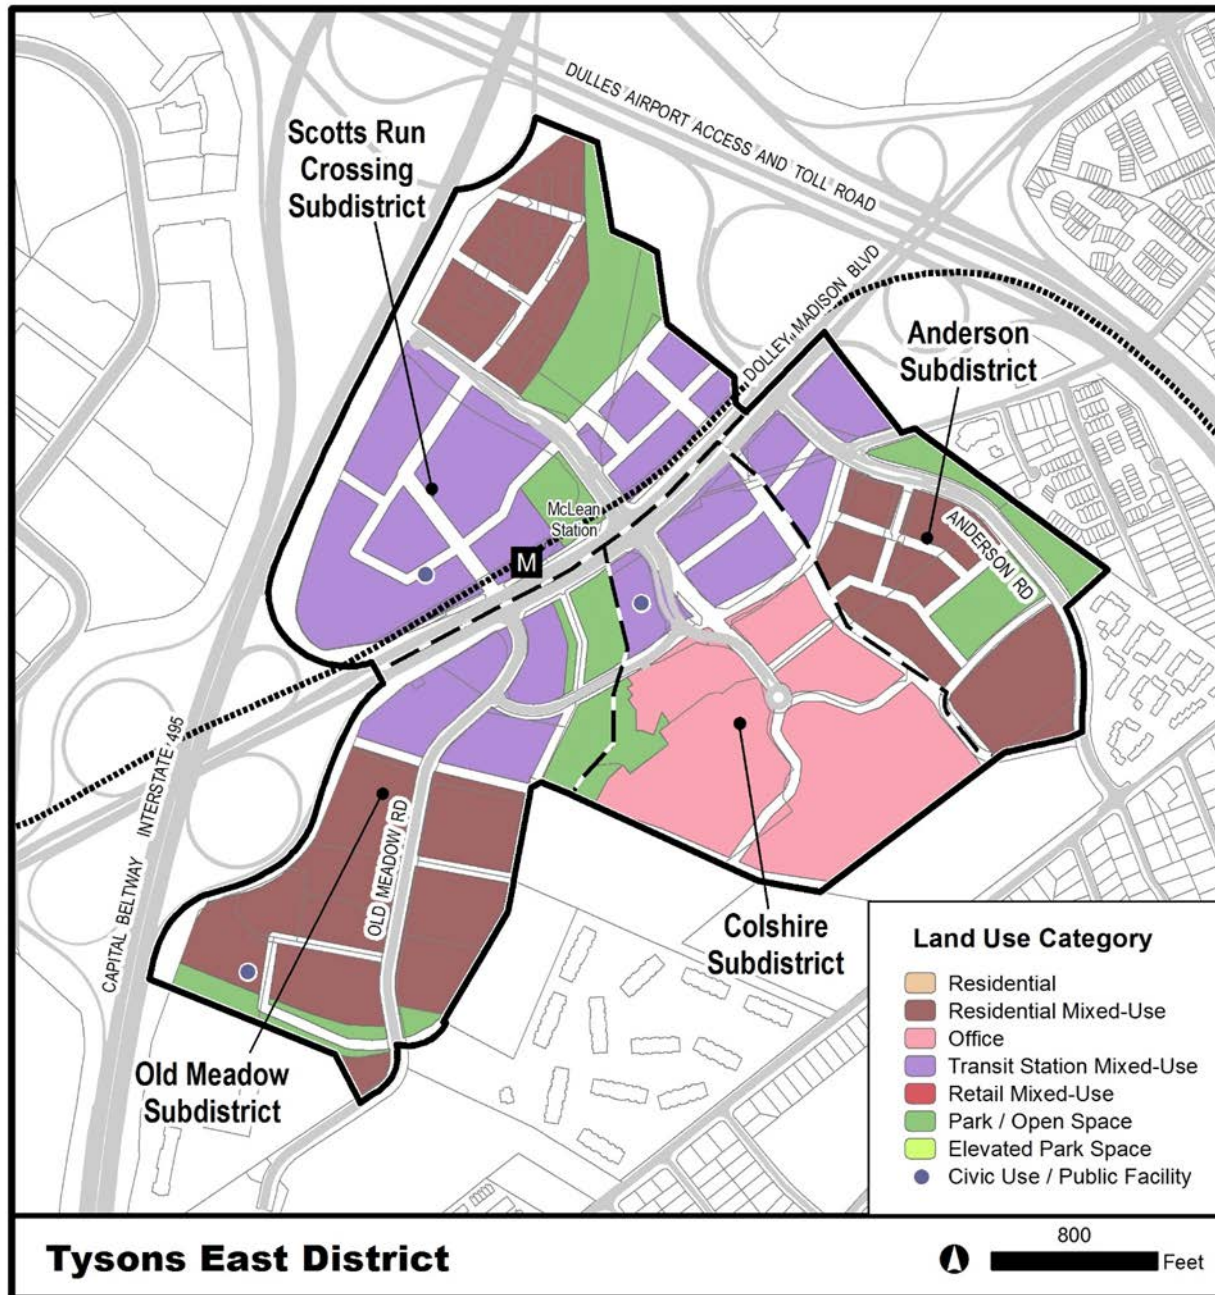 DULLES AIRPORT ACCESS AND TOLL ROAD
Scotts Run
Crossing
Subdistrict
DOLLEY MADISON BLVD
Anderson
Subdistrict
McLean
Station
M
ANDERSON RD
CAPITAL BELTWAY INTERSTATE 495
OLD MEADOW RD
Colshire
Subdistrict
Old Meadow
Subdistrict
Land Use Category
Residential
Residential Mixed-Use
Office
Transit Station Mixed-Use
Retail Mixed-Use
Park / Open Space
Elevated Park Space
Civic Use / Public Facility
Tysons East District
800
Feet